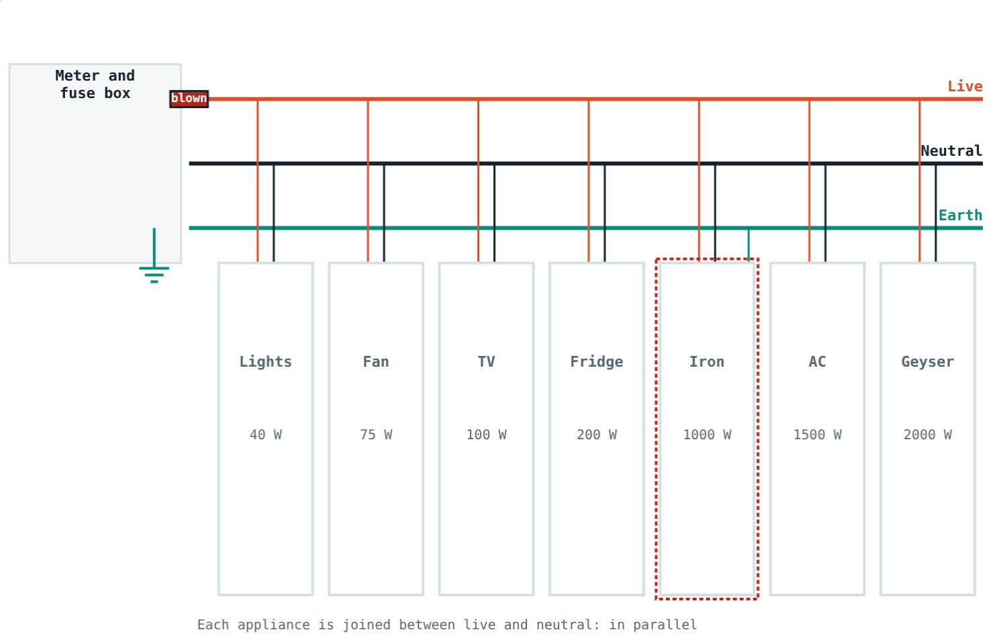 Meter and
fuse box
blown
Live
Neutral
Earth
Lights
Fan
TV
Fridge
Iron
AC
Geyser
40 W
75 W
100 W
200 W
1000 W
1500 W
2000 W
Each appliance is joined between live and neutral: in parallel